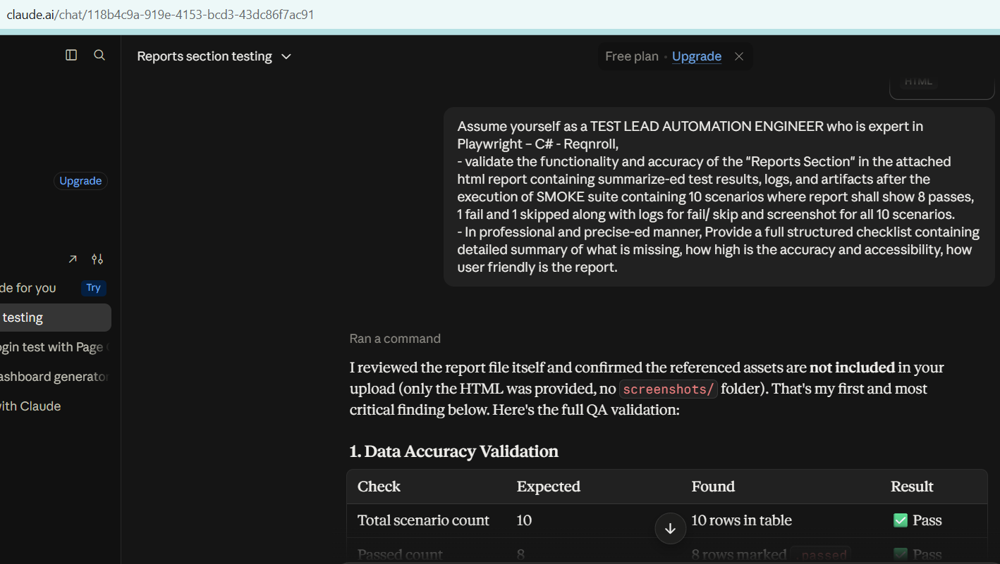 claude.ai/chat/118b4c9a-919e-4153-bcd3-43dc86f7ac91
Reports section testing
Free plan • Upgrade
HTML
Assume yourself as a TEST LEAD AUTOMATION ENGINEER who is expert in
Playwright – C# - Reqnroll,
- validate the functionality and accuracy of the "Reports Section" in the attached
html report containing summarize-ed test results, logs, and artifacts after the
execution of SMOKE suite containing 10 scenarios where report shall show 8 passes,
1 fail and 1 skipped along with logs for fail/ skip and screenshot for all 10 scenarios.
- In professional and precise-ed manner, Provide a full structured checklist containing
detailed summary of what is missing, how high is the accuracy and accessibility, how
user friendly is the report.
Upgrade
de for you Try
testing
ogin test with Page
ashboard generator
with Claude
Ran a command
I reviewed the report file itself and confirmed the referenced assets are not included in your
upload (only the HTML was provided, no screenshots/ folder). That's my first and most
critical finding below. Here's the full QA validation:
1. Data Accuracy Validation
Check Expected Found Result
Total scenario count 10 10 rows in table ✅ Pass
Passed count 8 8 rows marked .passed ✅ Pass